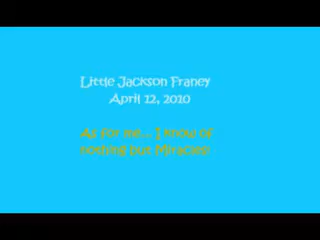 Little Jackson Franey
April 12, 2010
As for me... I know of
nothing but Miracles